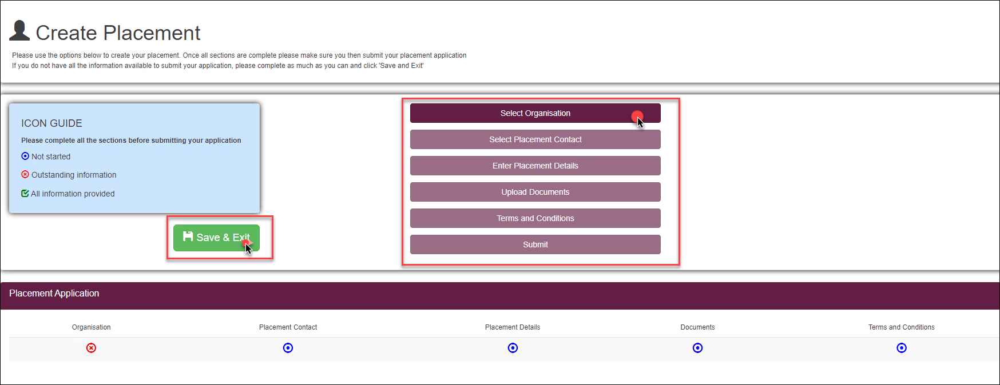 Create Placement
Please use the options below to create your placement. Once all sections are complete please make sure you then submit your placement application
If you do not have all the information available to submit your application, please complete as much as you can and click 'Save and Exit'
ICON GUIDE
Please complete all the sections before submitting your application
Not started
Outstanding information
All information provided
Save & Exit
Select Organisation
Select Placement Contact
Enter Placement Details
Upload Documents
Terms and Conditions
Submit
Placement Application
Organisation Placement Contact Placement Details Documents Terms and Conditions